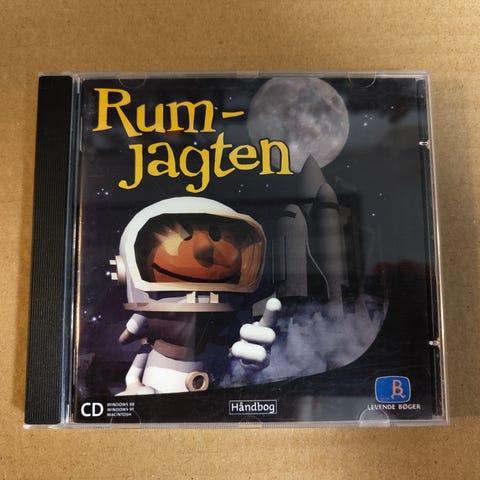 Rum-
jagten
CD
WINDOWS 98
WINDOWS 95
MACINTOSH
Håndbog
LEVENDE BØGER